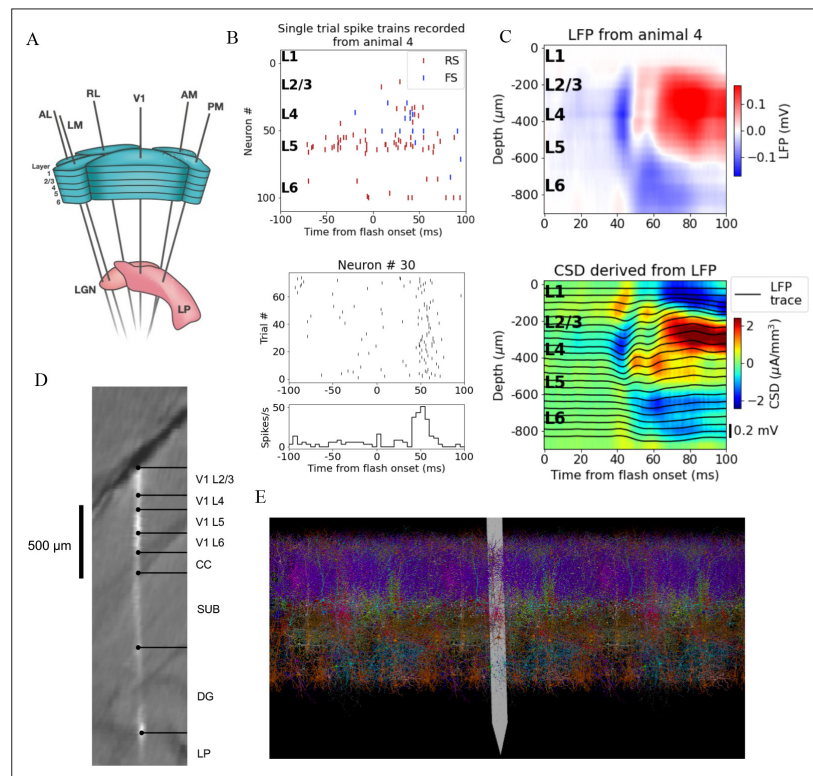 A
AL
LM
RL
V1
AM
PM
Layer
1
2/3
4
5
6
LGN
LP
B
Single trial spike trains recorded
from animal 4
L1
L2/3
L4
L5
L6
RS
FS
Neuron #
0
50
100
-100
-50
0
50
100
Time from flash onset (ms)
Neuron # 30
Trial #
60
40
20
0
-100
-50
0
50
100
Spikes/s
50
0
-100
-50
0
50
100
Time from flash onset (ms)
C
LFP from animal 4
L1
L2/3
L4
L5
L6
Depth (μm)
0
-200
-400
-600
-800
0
20
40
60
80
100
Time from flash onset (ms)
0.1
0.0
-0.1
LFP (mV)
CSD derived from LFP
L1
L2/3
L4
L5
L6
Depth (μm)
0
-200
-400
-600
-800
0
20
40
60
80
100
Time from flash onset (ms)
LFP
trace
2
0
-2
CSD (μA/mm³)
0.2 mV
D
500 μm
V1 L2/3
V1 L4
V1 L5
V1 L6
CC
SUB
DG
LP
E